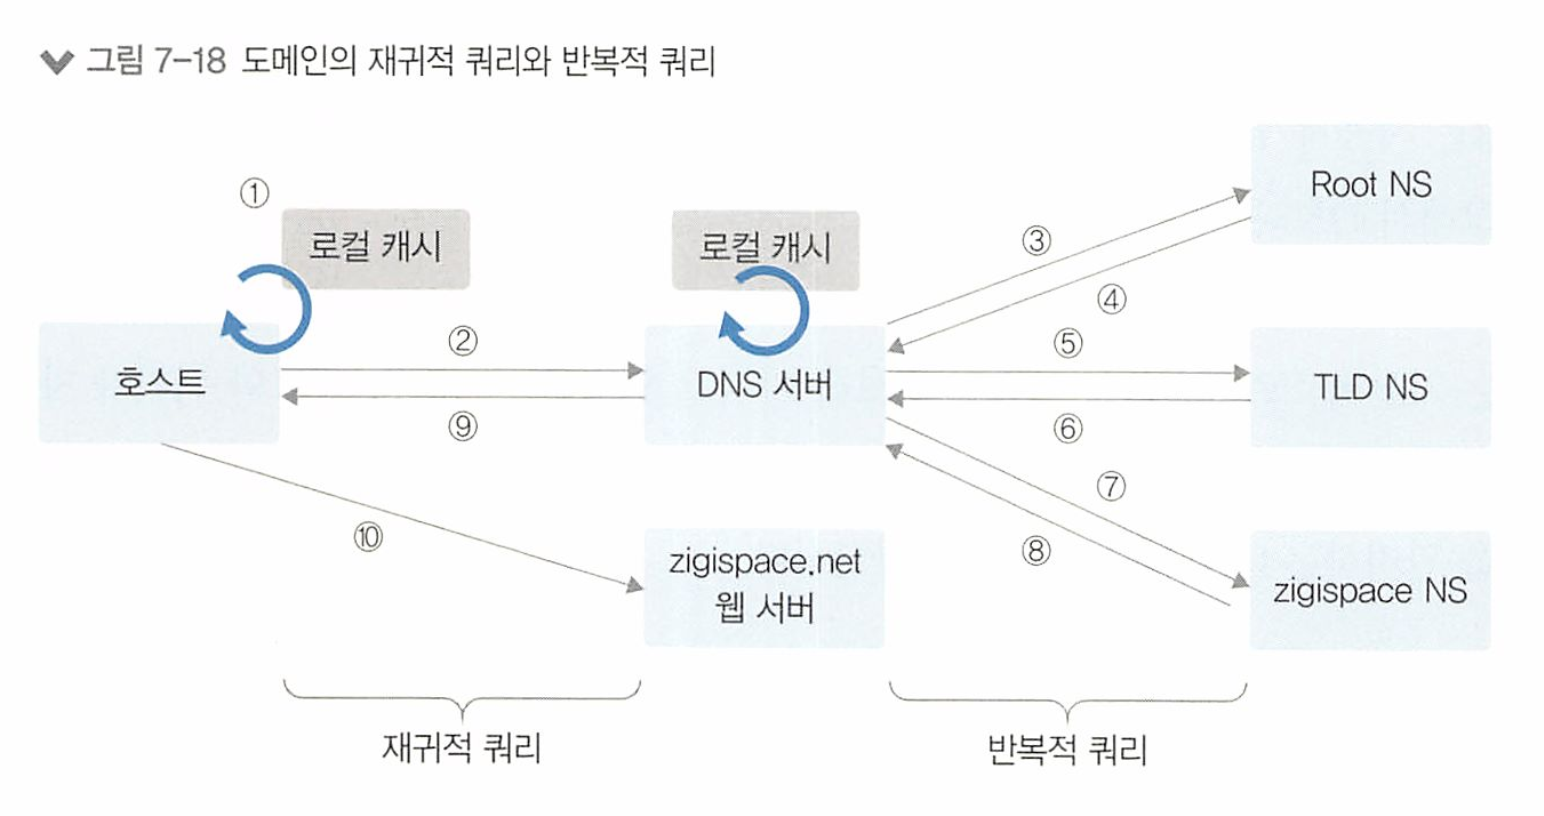 그림 7-18 도메인의 재귀적 쿼리와 반복적 쿼리
①
로컬 캐시
로컬 캐시
Root NS
③
④
호스트
②
⑨
DNS 서버
⑤
⑥
TLD NS
⑩
zigispace.net
웹 서버
⑦
⑧
zigispace NS
재귀적 쿼리
반복적 쿼리